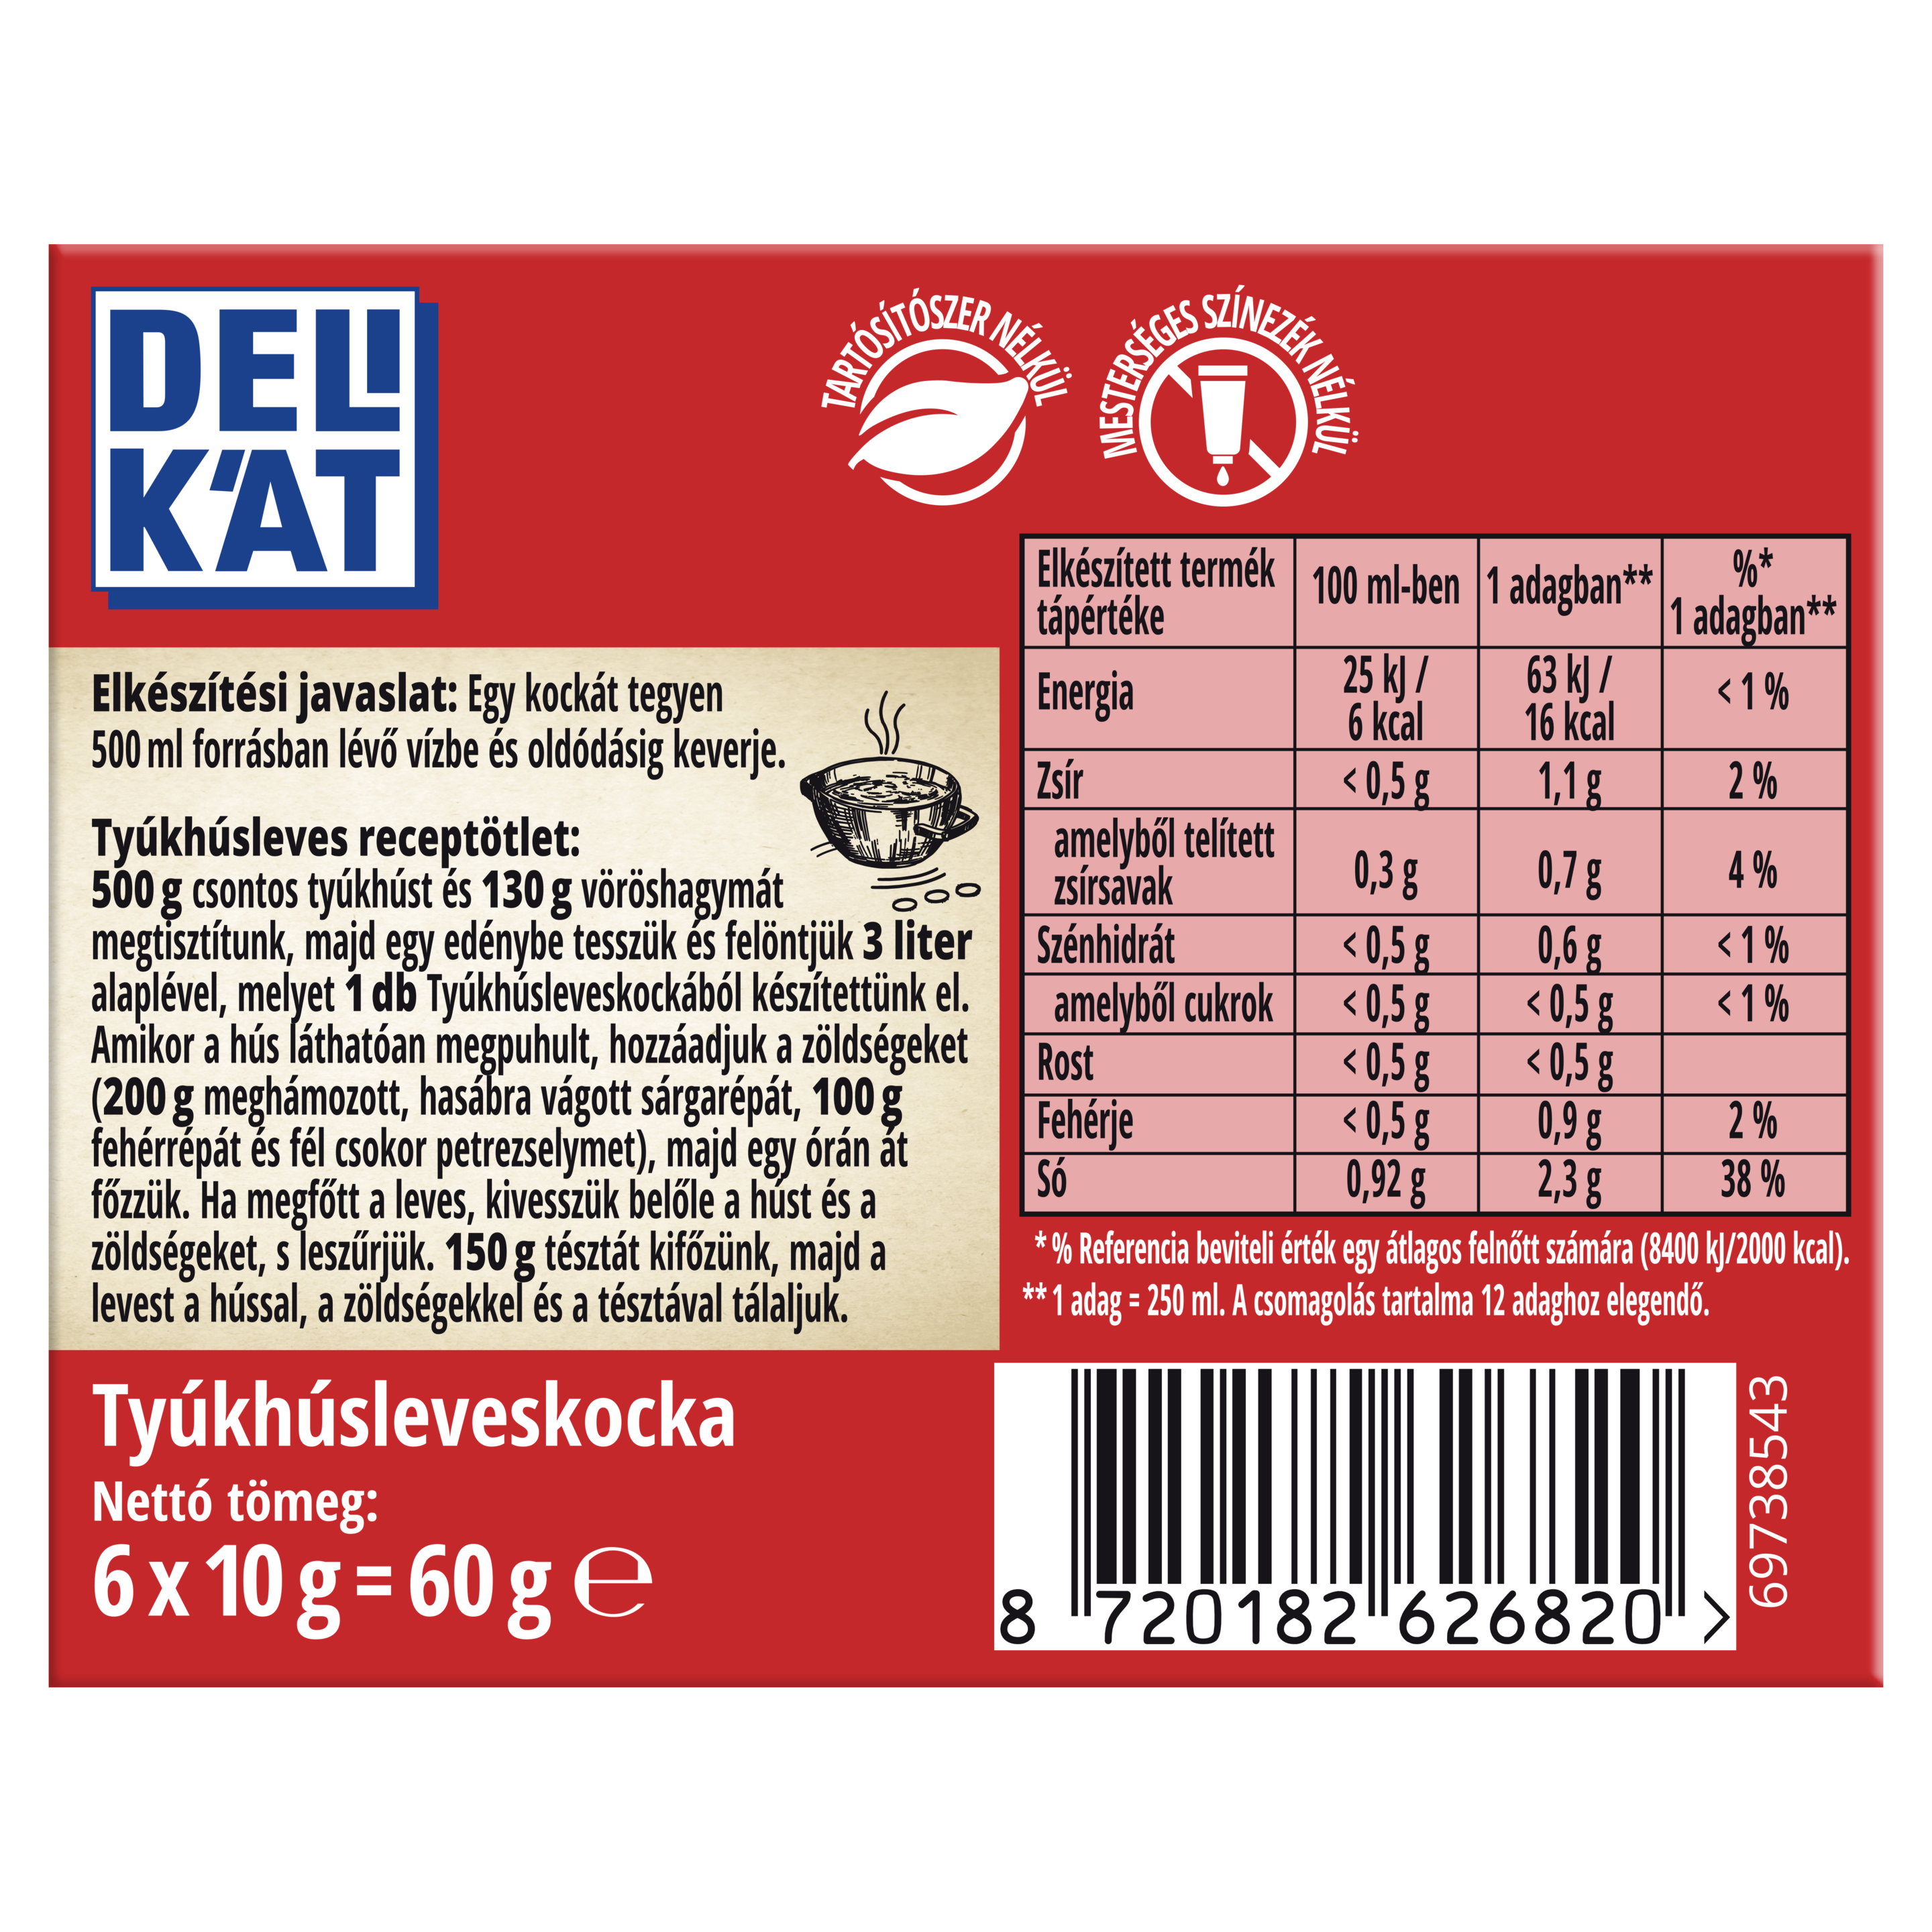 DELI
KÁT
TARTÓSÍTÓSZER NÉLKÜL
MESTERSÉGES SZÍNEZÉK NÉLKÜL
Elkészítési javaslat: Egy kockát tegyen
500 ml forrásban lévő vízbe és oldódásig keverje.
Tyúkhúsleves receptötlet:
500 g csontos tyúkhúst és 130 g vöröshagymát
megtisztítunk, majd egy edénybe tesszük és felöntjük 3 liter
alaplével, melyet 1 db Tyúkhúsleveskockából készítettünk el.
Amikor a hús láthatóan megpuhult, hozzáadjuk a zöldségeket
(200 g meghámozott, hasábra vágott sárgarépát, 100 g
fehérrépát és fél csokor petrezselymet), majd egy órán át
főzzük. Ha megfőtt a leves, kivesszük belőle a húst és a
zöldségeket, s leszűrjük. 150 g tésztát kifőzünk, majd a
levest a hússal, a zöldségekkel és a tésztával tálaljuk.
Elkészített termék tápértéke 100 ml-ben 1 adagban** %* 1 adagban**
Energia 25 kJ / 6 kcal 63 kJ / 16 kcal < 1 %
Zsír < 0,5 g 1,1 g 2 %
amelyből telített zsírsavak 0,3 g 0,7 g 4 %
Szénhidrát < 0,5 g 0,6 g < 1 %
amelyből cukrok < 0,5 g < 0,5 g < 1 %
Rost < 0,5 g < 0,5 g
Fehérje < 0,5 g 0,9 g 2 %
Só 0,92 g 2,3 g 38 %
* % Referencia beviteli érték egy átlagos felnőtt számára (8400 kJ/2000 kcal).
** 1 adag = 250 ml. A csomagolás tartalma 12 adaghoz elegendő.
Tyúkhúsleveskocka
Nettó tömeg:
6 x 10 g = 60 g ℮
8 720182 626820 >
69738543